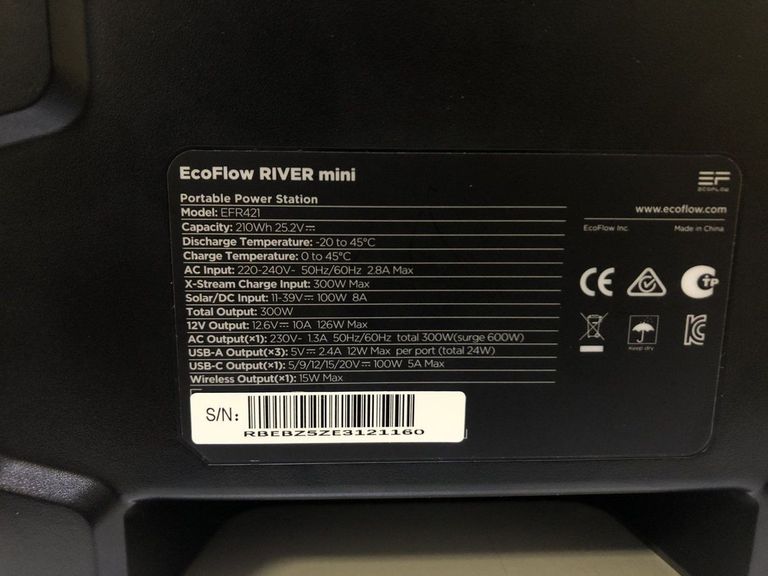 EcoFlow RIVER mini
EF
ECOFLOW
Portable Power Station
Model: EFR421
Capacity: 210Wh 25.2V⎓
Discharge Temperature: -20 to 45°C
Charge Temperature: 0 to 45°C
AC Input: 220-240V~ 50Hz/60Hz 2.8A Max
X-Stream Charge Input: 300W Max
Solar/DC Input: 11-39V⎓ 100W 8A
Total Output: 300W
12V Output: 12.6V⎓ 10A 126W Max
AC Output(×1): 230V~ 1.3A 50Hz/60Hz total 300W(surge 600W)
USB-A Output(×3): 5V⎓ 2.4A 12W Max per port (total 24W)
USB-C Output(×1): 5/9/12/15/20V⎓ 100W 5A Max
Wireless Output(×1): 15W Max
www.ecoflow.com
EcoFlow Inc. Made in China
CE
Keep dry
S/N:
RBEBZ5ZE3121160